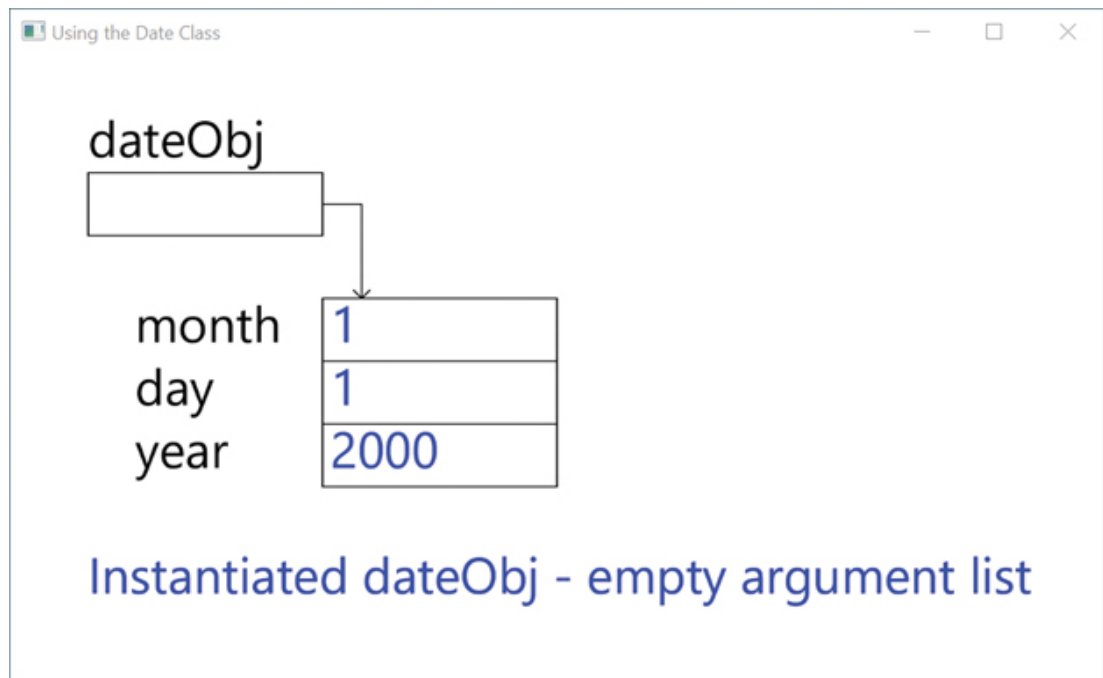 Using the Date Class
dateObj
month 1
day 1
year 2000
Instantiated dateObj - empty argument list